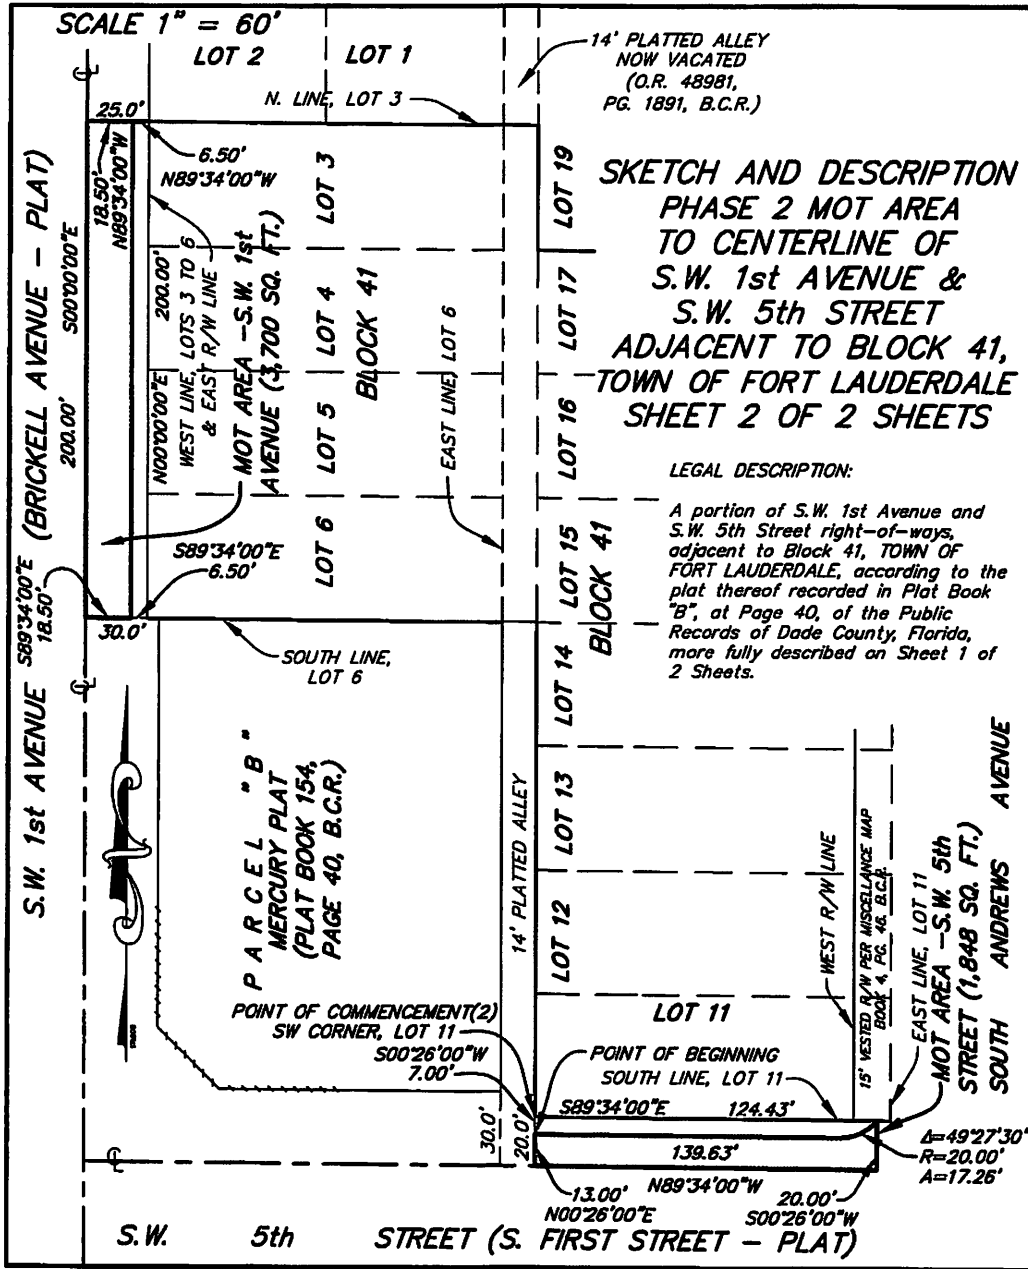 SCALE 1" = 60'
LOT 2
LOT 1
14' PLATTED ALLEY
NOW VACATED
(O.R. 48981,
PG. 1891, B.C.R.)
N. LINE, LOT 3
25.0'
18.50'
N89°34'00"W
6.50'
N89°34'00"W
SKETCH AND DESCRIPTION
PHASE 2 MOT AREA
TO CENTERLINE OF
S.W. 1st AVENUE &
S.W. 5th STREET
ADJACENT TO BLOCK 41,
TOWN OF FORT LAUDERDALE
SHEET 2 OF 2 SHEETS
LEGAL DESCRIPTION:
A portion of S.W. 1st Avenue and
S.W. 5th Street right-of-ways,
adjacent to Block 41, TOWN OF
FORT LAUDERDALE, according to the
plat thereof recorded in Plat Book
"B", at Page 40, of the Public
Records of Dade County, Florida,
more fully described on Sheet 1 of
2 Sheets.
S.W. 1st AVENUE (BRICKELL AVENUE - PLAT)
200.00' S00°00'00"E
N00°00'00"E 200.00'
WEST LINE, LOTS 3 TO 6
& EAST R/W LINE
MOT AREA -S.W. 1st
AVENUE (3,700 SQ. FT.)
LOT 3
LOT 4
LOT 5
LOT 6
BLOCK 41
EAST LINE, LOT 6
LOT 19
LOT 17
LOT 16
LOT 15
LOT 14
LOT 13
LOT 12
BLOCK 41
S89°34'00"E
18.50'
S89°34'00"E
6.50'
30.0'
SOUTH LINE,
LOT 6
PARCEL "B"
MERCURY PLAT
(PLAT BOOK 154,
PAGE 40, B.C.R.)
14' PLATTED ALLEY
WEST R/W LINE
15' VESTED R/W PER MISCELLANCE MAP
BOOK 4, PG. 46, B.C.R.
EAST LINE, LOT 11
MOT AREA -S.W. 5th
STREET (1,848 SQ. FT.)
SOUTH ANDREWS AVENUE
LOT 11
POINT OF COMMENCEMENT(2)
SW CORNER, LOT 11
S00°26'00"W
7.00'
POINT OF BEGINNING
SOUTH LINE, LOT 11
S89°34'00"E 124.43'
30.0'
20.0'
139.63'
N89°34'00"W
13.00'
N00°26'00"E
20.00'
S00°26'00"W
Δ=49°27'30"
R=20.00'
A=17.26'
S.W. 5th STREET (S. FIRST STREET - PLAT)